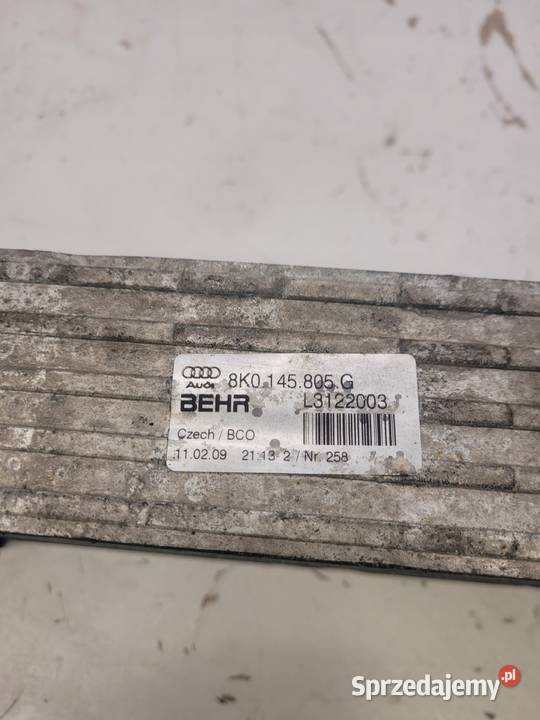 8K0.145.805.G
Audi
BEHR L3122003
Czech / BCO
11.02.09 21:13 2 / Nr. 258
Sprzedajemy.pl